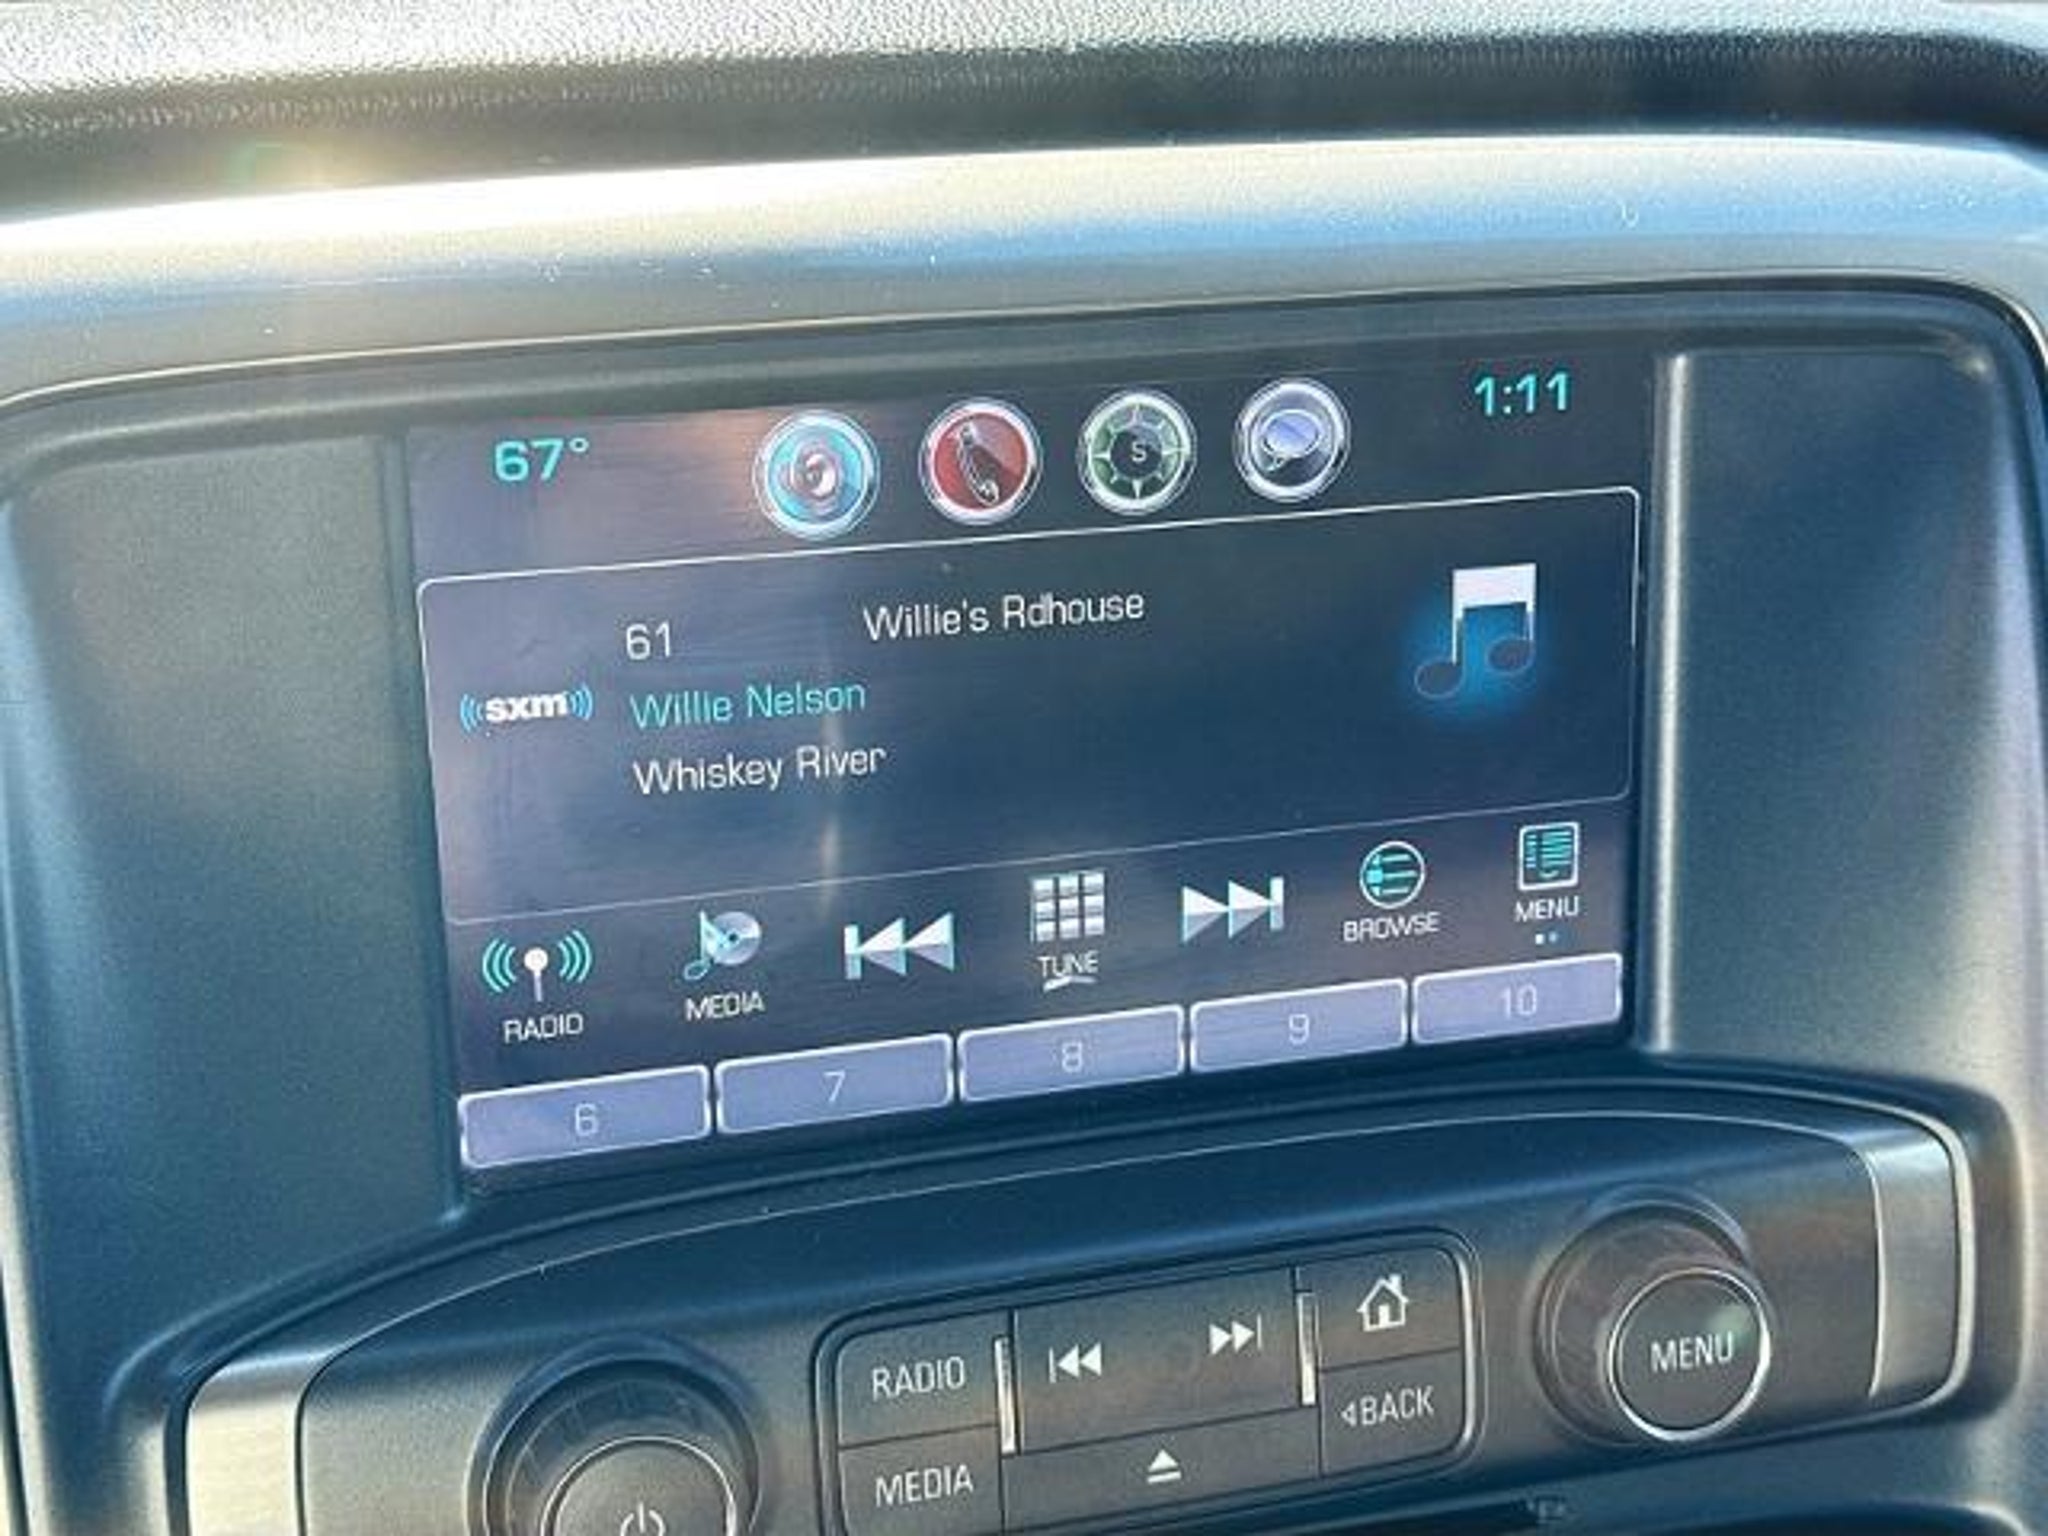 67°
S
1:11
61
Willie's Rdhouse
sxm
Willie Nelson
Whiskey River
RADIO
MEDIA
TUNE
BROWSE
MENU
6
7
8
9
10
RADIO
MEDIA
BACK
MENU